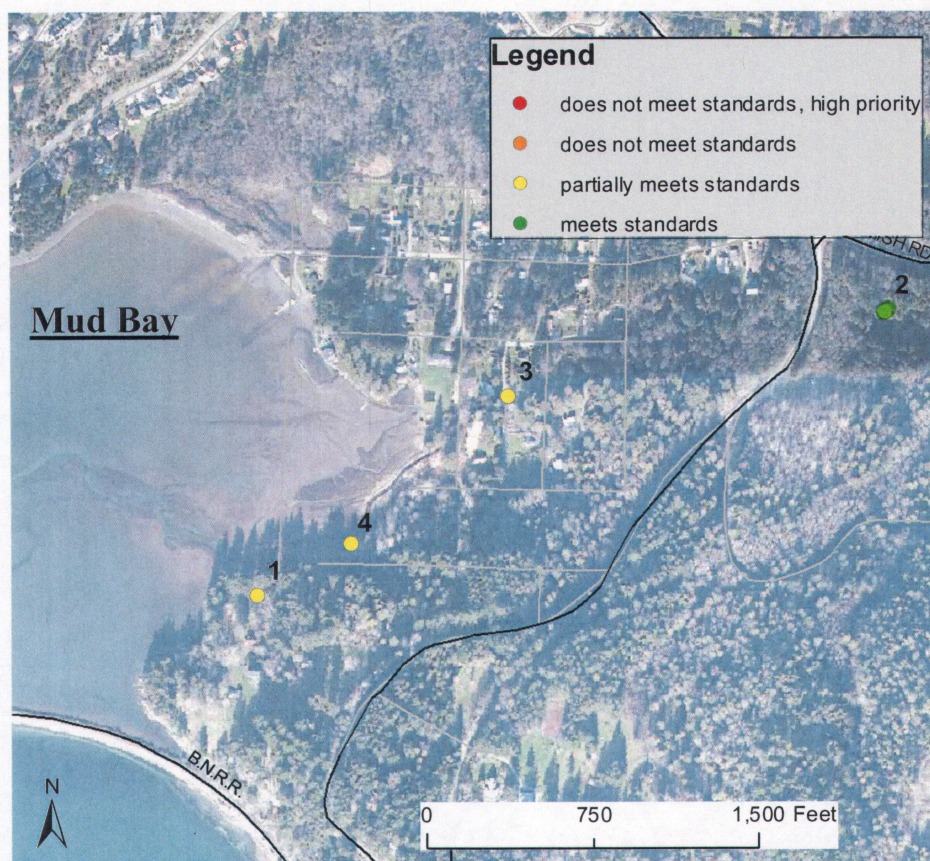 Legend
does not meet standards, high priority
does not meet standards
partially meets standards
meets standards
2
Mud Bay
3
4
1
B.N.R.R.
N
0 750 1,500 Feet